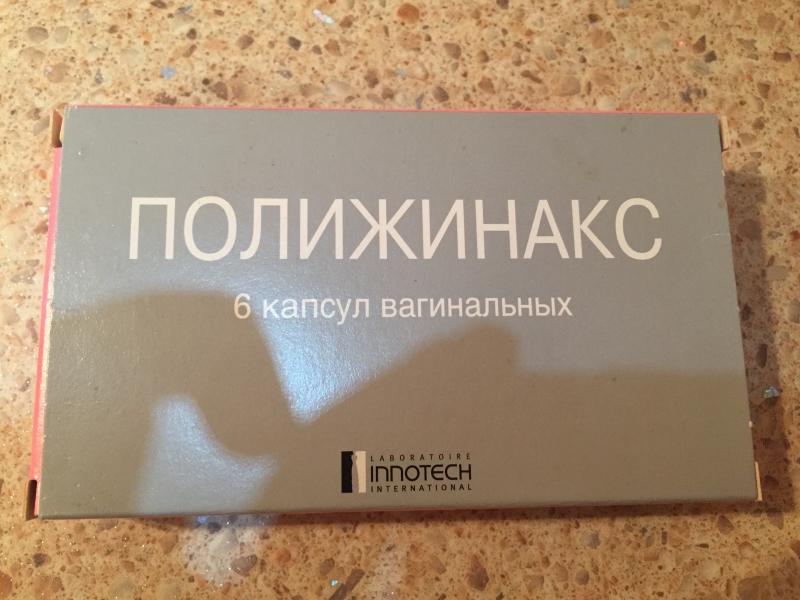 ПОЛИЖИНАКС
6 капсул вагинальных
LABORATOIRE
INNOTECH
INTERNATIONAL